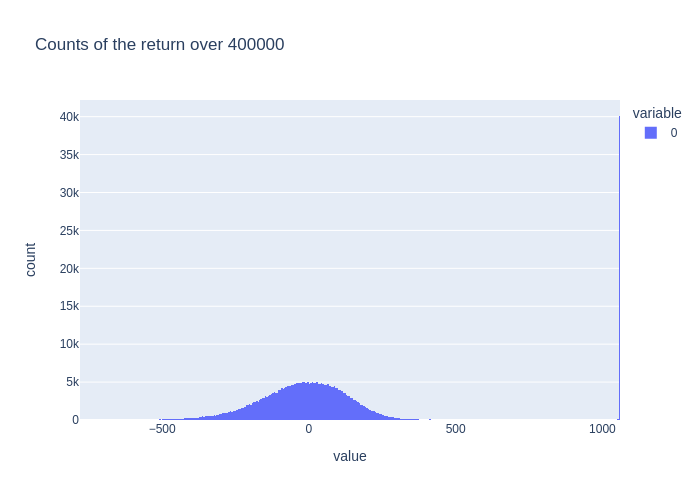 Counts of the return over 400000
variable
0
count
40k
35k
30k
25k
20k
15k
10k
5k
0
−500
0
500
1000
value